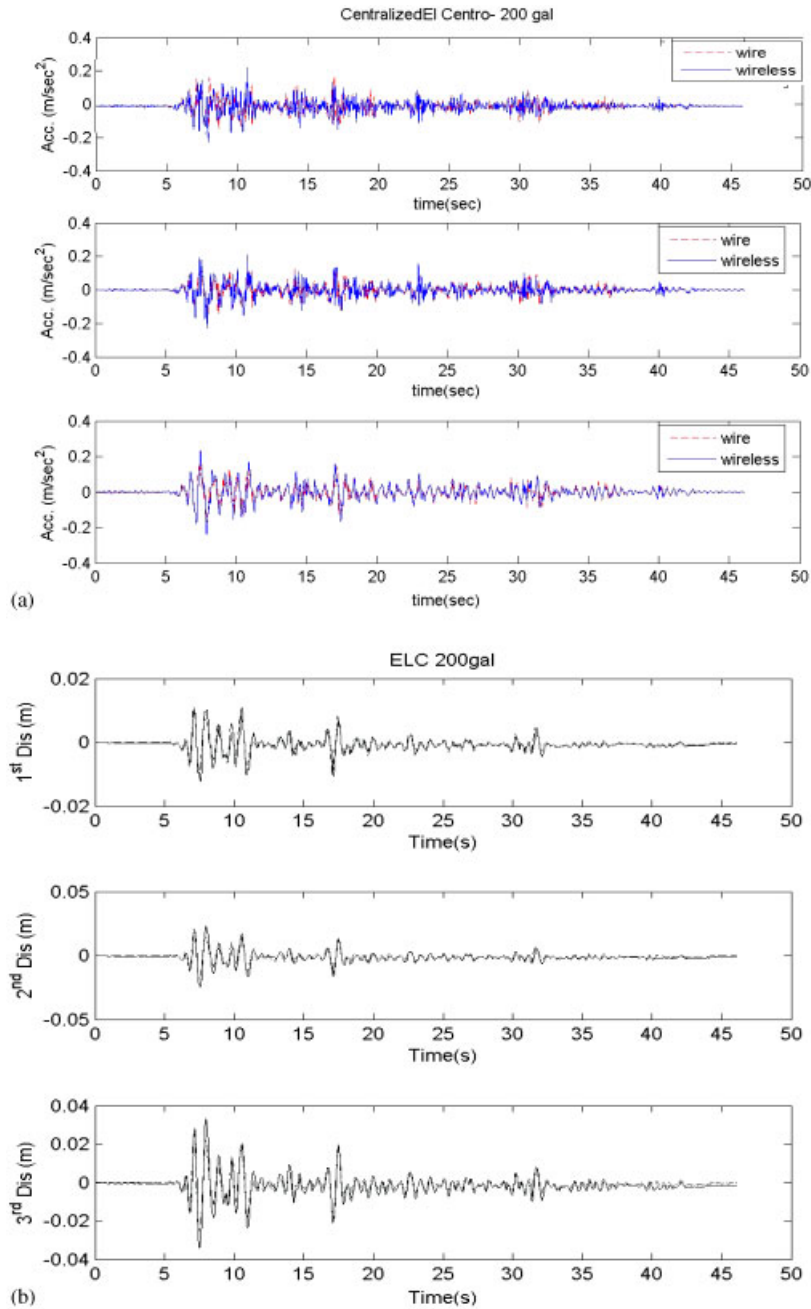 CentralizedEl Centro- 200 gal
0.4
0.2
0
-0.2
-0.4
Acc. (m/sec²)
wire
wireless
0 5 10 15 20 25 30 35 40 45 50
time(sec)
0.4
0.2
0
-0.2
-0.4
Acc. (m/sec²)
wire
wireless
0 5 10 15 20 25 30 35 40 45 50
time(sec)
0.4
0.2
0
-0.2
-0.4
Acc. (m/sec²)
wire
wireless
0 5 10 15 20 25 30 35 40 45 50
time(sec)
(a)
ELC 200gal
0.02
0
-0.02
1st Dis (m)
0 5 10 15 20 25 30 35 40 45 50
Time(s)
0.05
0
-0.05
2nd Dis (m)
0 5 10 15 20 25 30 35 40 45 50
Time(s)
0.04
0.02
0
-0.02
-0.04
3rd Dis (m)
0 5 10 15 20 25 30 35 40 45 50
Time(s)
(b)